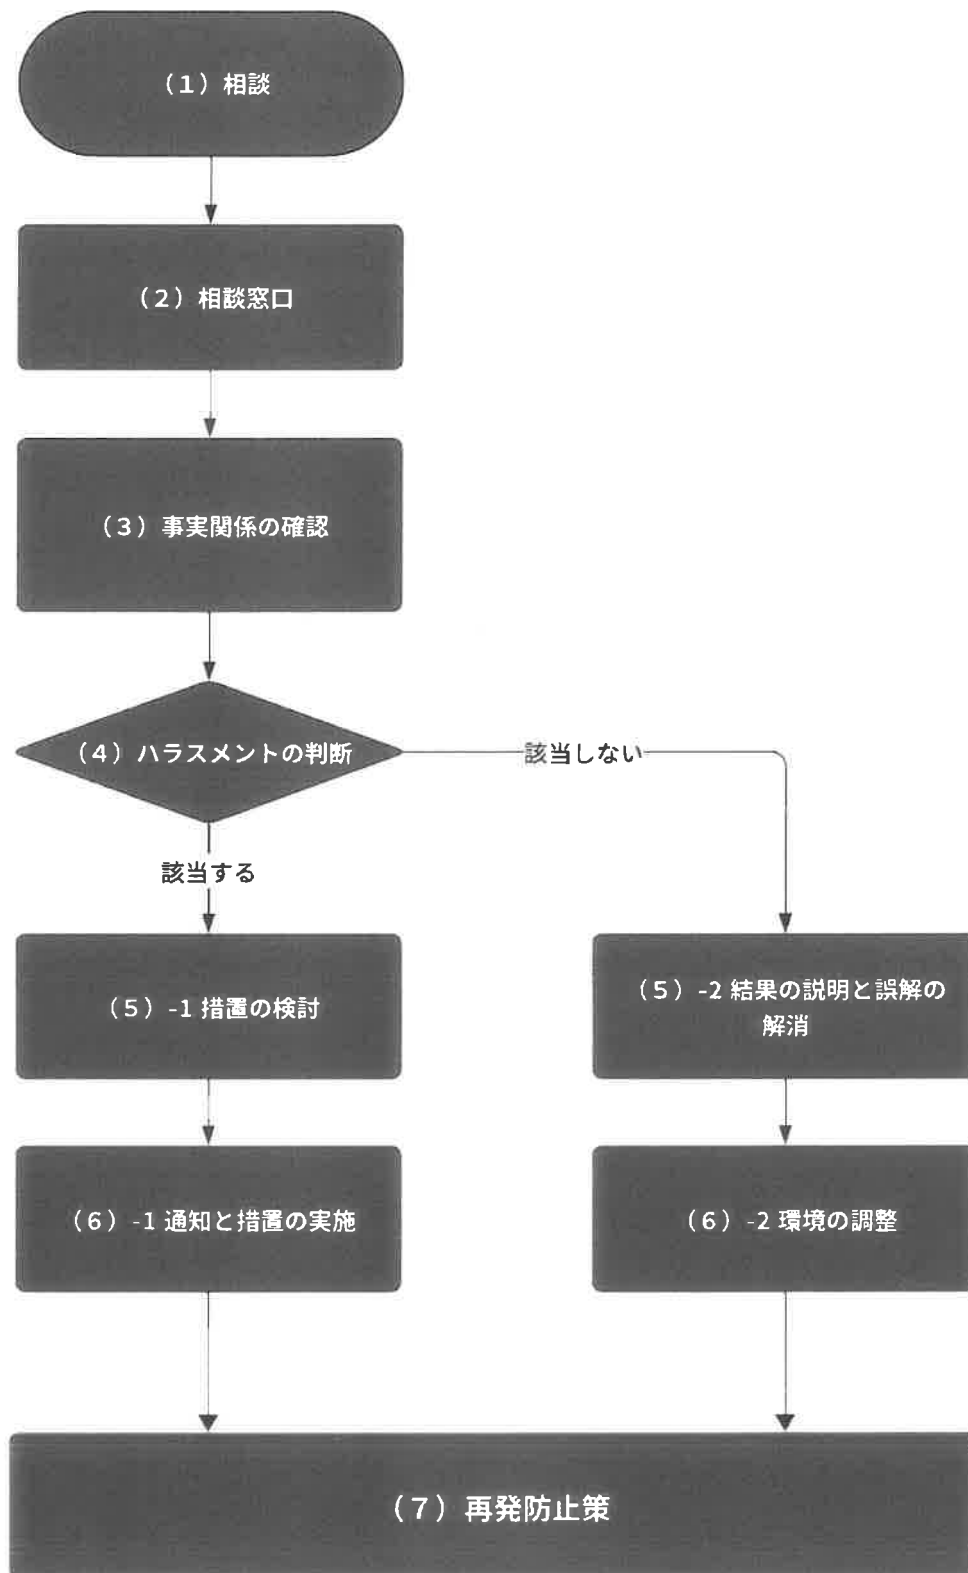 （１）相談
（２）相談窓口
（３）事実関係の確認
（４）ハラスメントの判断
該当しない
該当する
（５）-1 措置の検討
（５）-2 結果の説明と誤解の
解消
（６）-1 通知と措置の実施
（６）-2 環境の調整
（７）再発防止策